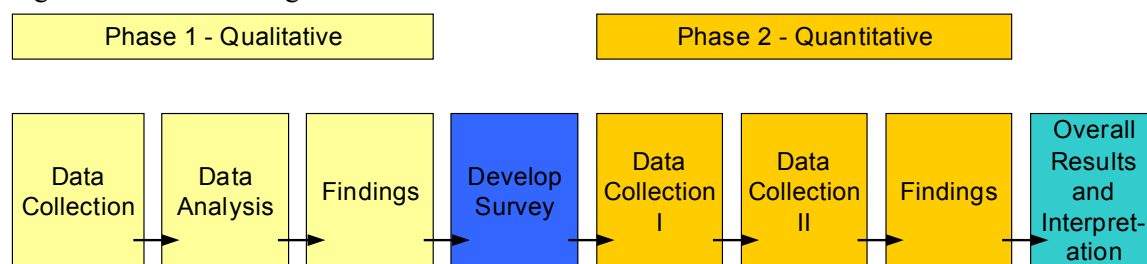 Phase 1 - Qualitative
Phase 2 - Quantitative
Data
Collection
Data
Analysis
Findings
Develop
Survey
Data
Collection
I
Data
Collection
II
Findings
Overall
Results
and
Interpret-
ation